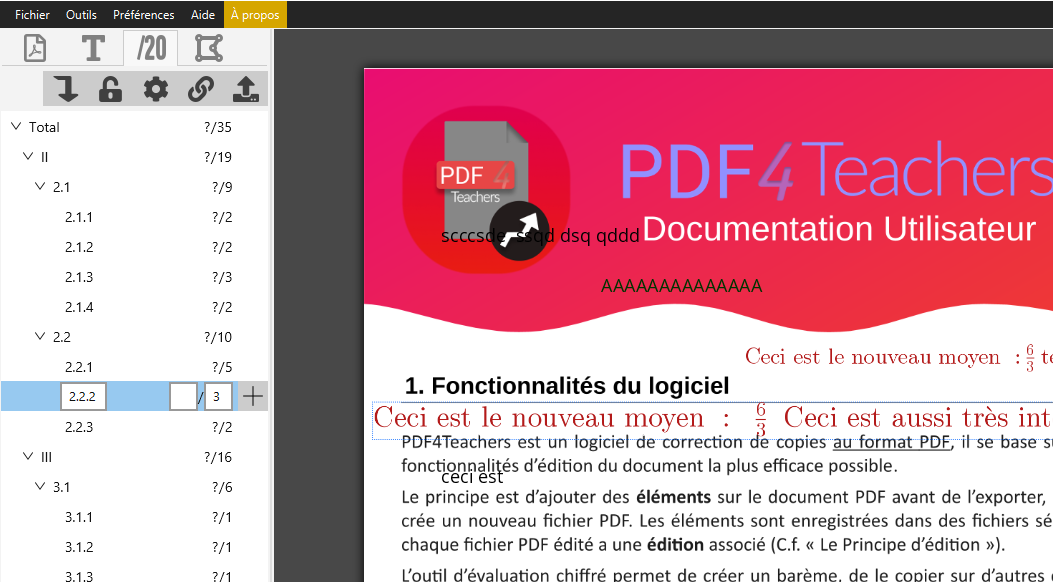 Fichier Outils Préférences Aide À propos
T /20
Total ?/35
II ?/19
2.1 ?/9
2.1.1 ?/2
2.1.2 ?/2
2.1.3 ?/3
2.1.4 ?/2
2.2 ?/10
2.2.1 ?/5
2.2.2 / 3
2.2.3 ?/2
III ?/16
3.1 ?/6
3.1.1 ?/1
3.1.2 ?/1
3.1.3 ?/1
PDF 4
Teachers
PDF4Teachers
Documentation Utilisateur
ssqd dsq qddd
AAAAAAAAAAAAAA
Ceci est le nouveau moyen : 6/3
1. Fonctionnalités du logiciel
Ceci est le nouveau moyen : 6/3 Ceci est aussi très
PDF4Teachers est un logiciel de correction de copies au format PDF, il se base
fonctionnalités d'édition du document la plus efficace possible.
ceci est
Le principe est d'ajouter des éléments sur le document PDF avant de l'exporter,
crée un nouveau fichier PDF. Les éléments sont enregistrées dans des fichiers
chaque fichier PDF édité a une édition associé (C.f. « Le Principe d'édition »).
L'outil d'évaluation chiffré permet de créer un barème, de le copier sur d'autres